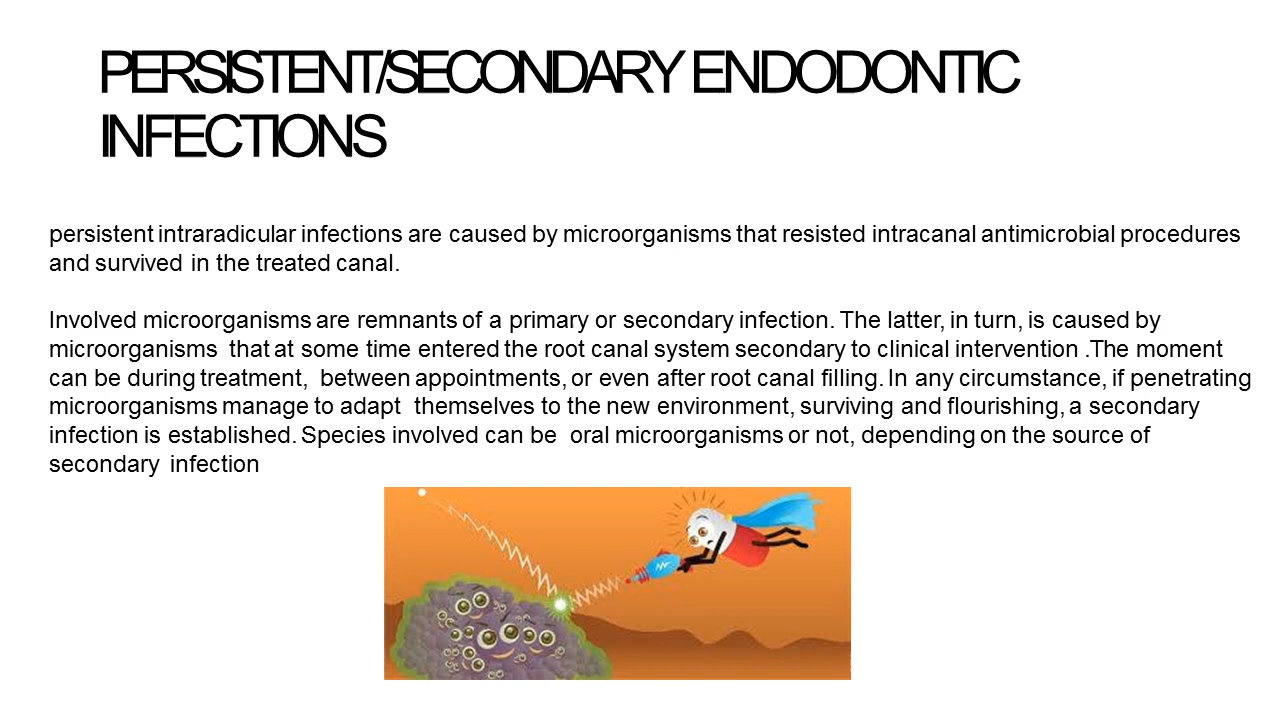 PERSISTENT/SECONDARY ENDODONTIC
INFECTIONS
persistent intraradicular infections are caused by microorganisms that resisted intracanal antimicrobial procedures
and survived in the treated canal.
Involved microorganisms are remnants of a primary or secondary infection. The latter, in turn, is caused by
microorganisms that at some time entered the root canal system secondary to clinical intervention .The moment
can be during treatment, between appointments, or even after root canal filling. In any circumstance, if penetrating
microorganisms manage to adapt themselves to the new environment, surviving and flourishing, a secondary
infection is established. Species involved can be oral microorganisms or not, depending on the source of
secondary infection